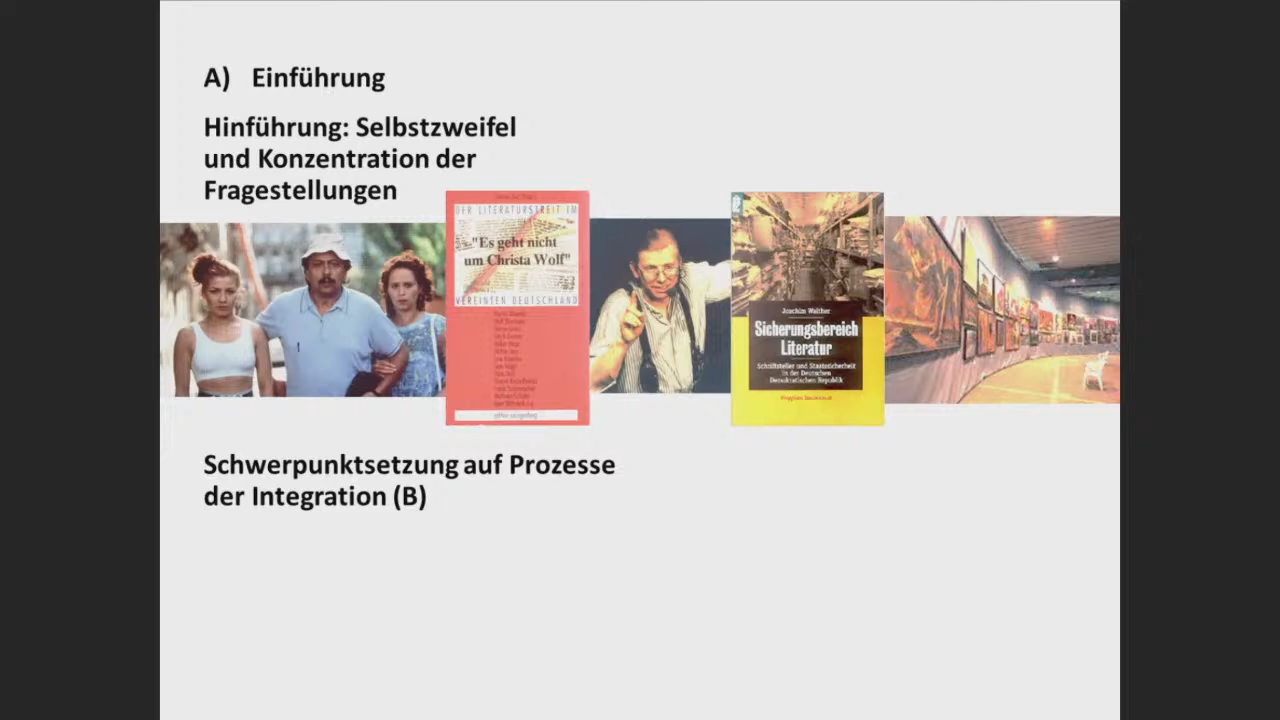 A) Einführung
Hinführung: Selbstzweifel
und Konzentration der
Fragestellungen
DER LITERATURSTREIT IM
"Es geht nicht
um Christa Wolf"
VEREINTEN DEUTSCHLAND
Joachim Walther
Sicherungsbereich
Literatur
Schriftsteller und Staatssicherheit
in der Deutschen
Demokratischen Republik
Schwerpunktsetzung auf Prozesse
der Integration (B)